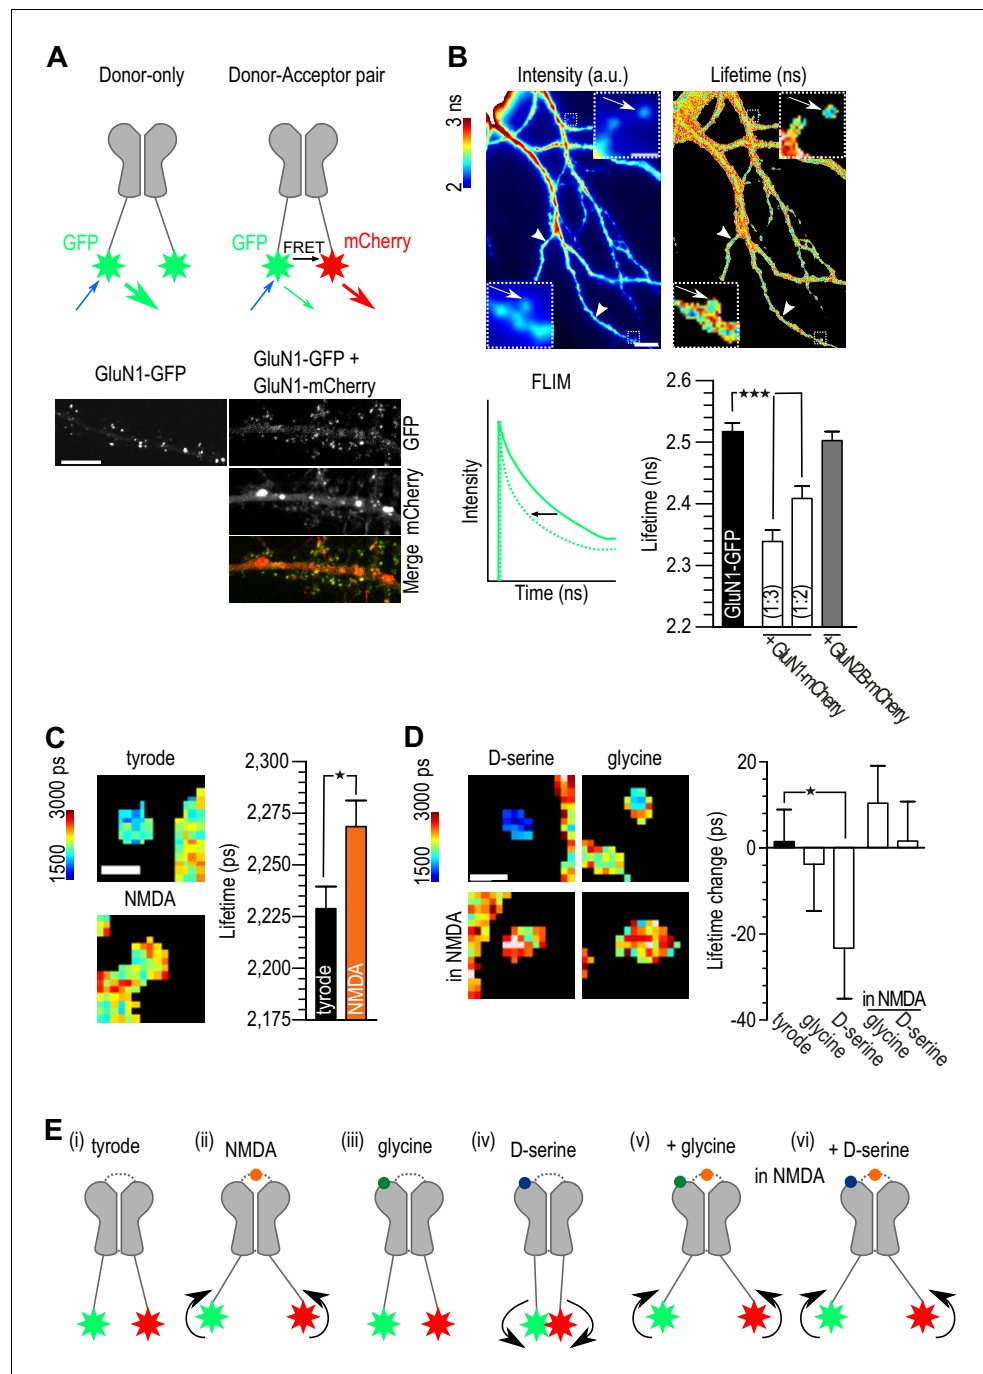 A
Donor-only
Donor-Acceptor pair
GFP
GFP
FRET
mCherry
GluN1-GFP
GluN1-GFP +
GluN1-mCherry
GFP
mCherry
Merge
B
Intensity (a.u.)
Lifetime (ns)
3 ns
2
FLIM
Intensity
Time (ns)
Lifetime (ns)
2.6
2.5
2.4
2.3
2.2
★★★
GluN1-GFP
(1:3)
(1:2)
+ GluN1-mCherry
+ GluN2B-mCherry
C
tyrode
3000 ps
1500
NMDA
Lifetime (ps)
2,300
2,275
2,250
2,225
2,200
2,175
★
tyrode
NMDA
D
D-serine
glycine
3000 ps
1500
in NMDA
Lifetime change (ps)
20
0
-20
-40
★
in NMDA
tyrode
glycine
D-serine
glycine
D-serine
E
(i) tyrode
(ii) NMDA
(iii) glycine
(iv) D-serine
(v) + glycine
in NMDA
(vi) + D-serine